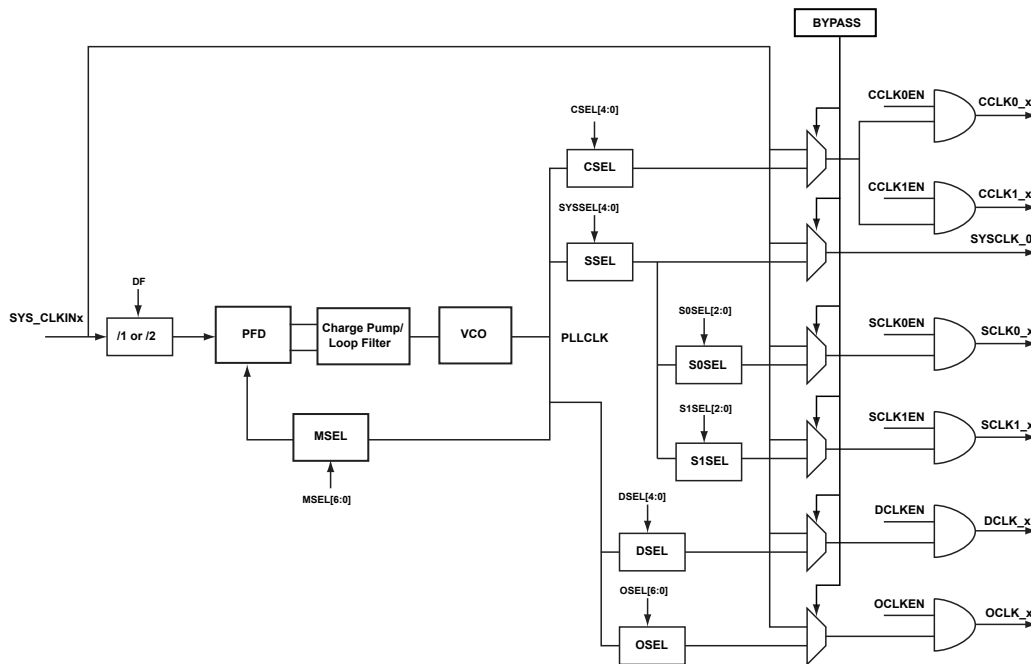 BYPASS
CCLK0EN
CCLK0_x
CSEL[4:0]
CSEL
CCLK1EN
CCLK1_x
SYSSEL[4:0]
SYSCLK_0
SSEL
DF
SYS_CLKINx
/1 or /2
PFD
Charge Pump/
Loop Filter
VCO
PLLCLK
S0SEL[2:0]
S0SEL
SCLK0EN
SCLK0_x
S1SEL[2:0]
S1SEL
SCLK1EN
SCLK1_x
MSEL
MSEL[6:0]
DSEL[4:0]
DSEL
DCLKEN
DCLK_x
OSEL[6:0]
OSEL
OCLKEN
OCLK_x